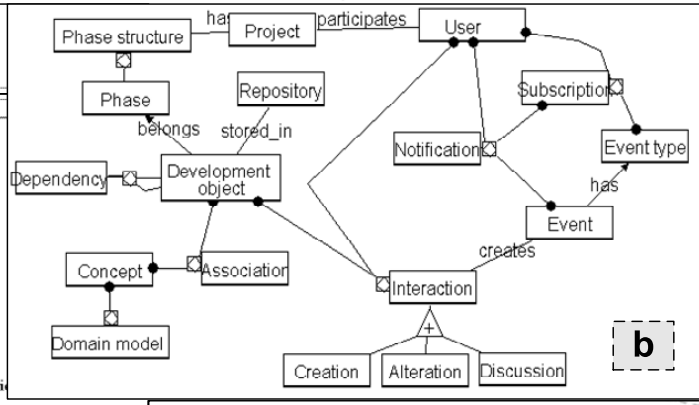 Phase structure
has
Project
participates
User
Phase
Repository
Subscription
belongs
stored_in
Notification
Event type
Dependency
Development
object
has
Event
creates
Concept
Association
Interaction
+
Domain model
Creation
Alteration
Discussion
b